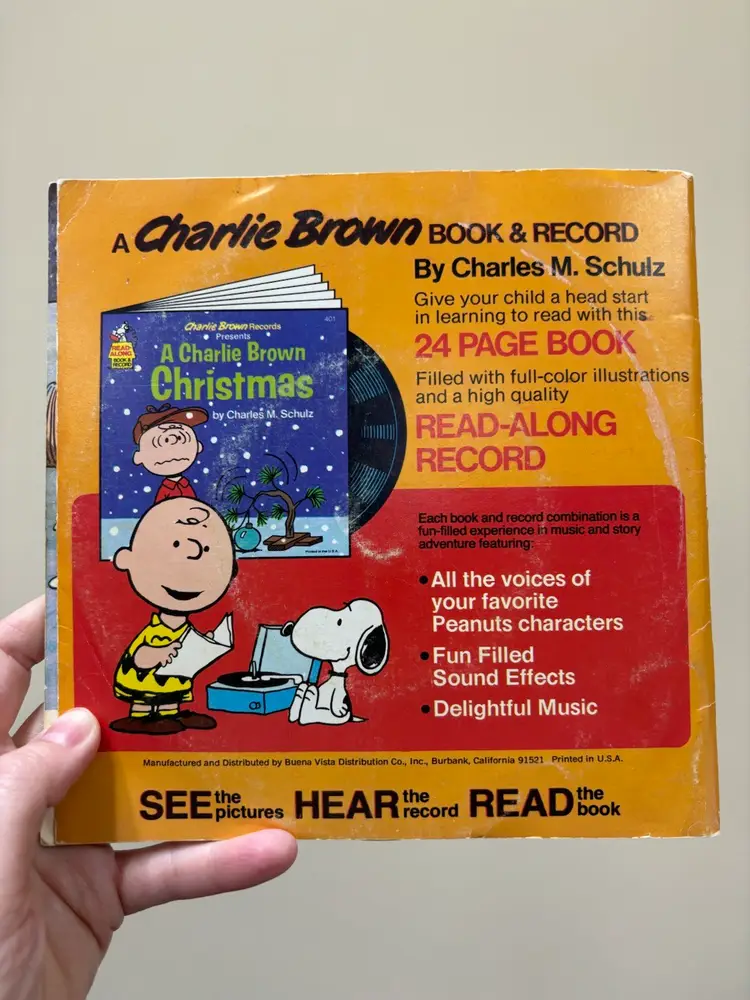 A Charlie Brown BOOK & RECORD
By Charles M. Schulz
Give your child a head start
in learning to read with this
24 PAGE BOOK
Filled with full-color illustrations
and a high quality
READ-ALONG
RECORD
Charlie Brown Records
Presents
401
READ-
ALONG
BOOK &
RECORD
A Charlie Brown
Christmas
by Charles M. Schulz
Printed in the U.S.A.
Each book and record combination is a
fun-filled experience in music and story
adventure featuring:
•All the voices of
your favorite
Peanuts characters
•Fun Filled
Sound Effects
•Delightful Music
Manufactured and Distributed by Buena Vista Distribution Co., Inc., Burbank, California 91521 Printed in U.S.A.
SEE the pictures HEAR the record READ the book